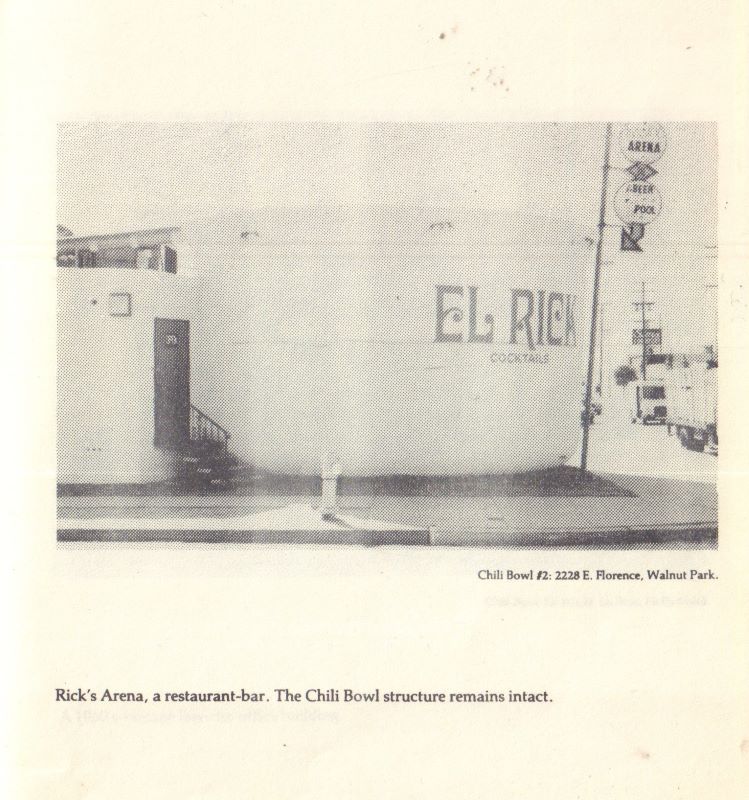 ARENA
BEER
POOL
EL RICK
COCKTAILS
Chili Bowl #2: 2228 E. Florence, Walnut Park.
Rick's Arena, a restaurant-bar. The Chili Bowl structure remains intact.